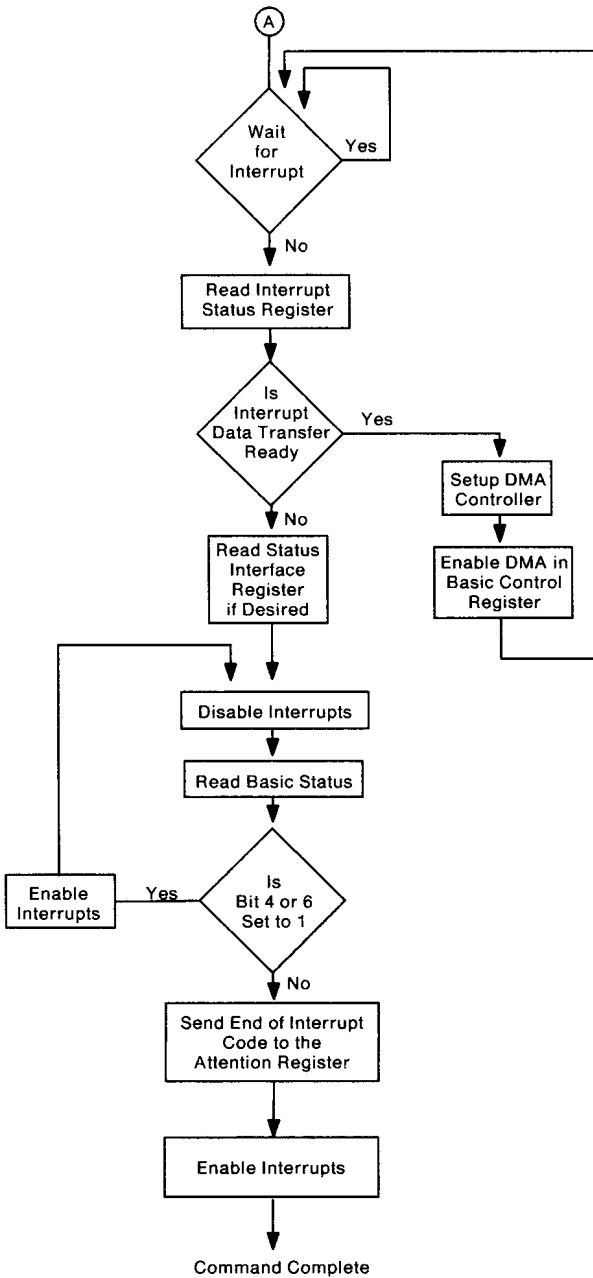 A
Wait
for
Interrupt
Yes
No
Read Interrupt
Status Register
Is
Interrupt
Data Transfer
Ready
Yes
Setup DMA
Controller
No
Read Status
Interface
Register
if Desired
Enable DMA in
Basic Control
Register
Disable Interrupts
Read Basic Status
Is
Bit 4 or 6
Set to 1
Yes
Enable
Interrupts
No
Send End of Interrupt
Code to the
Attention Register
Enable Interrupts
Command Complete